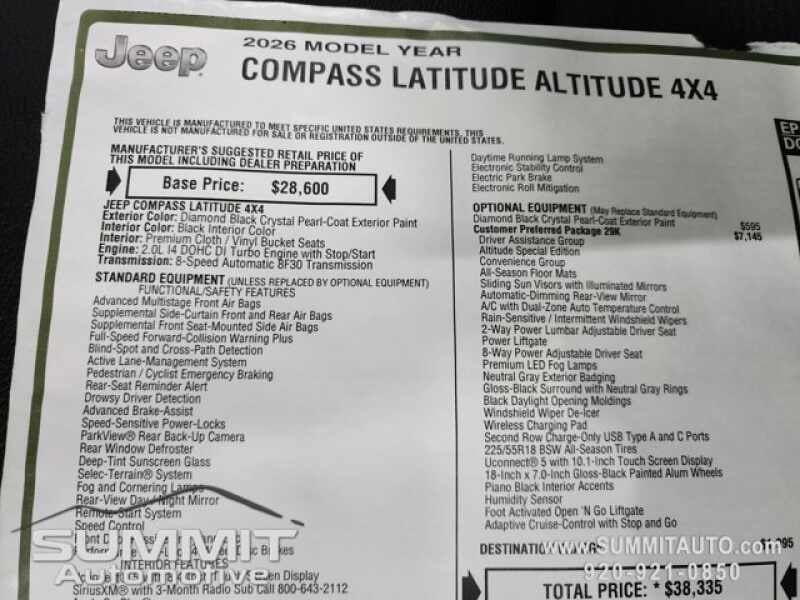 Jeep
2026 MODEL YEAR
COMPASS LATITUDE ALTITUDE 4X4
THIS VEHICLE IS MANUFACTURED TO MEET SPECIFIC UNITED STATES REQUIREMENTS. THIS
VEHICLE IS NOT MANUFACTURED FOR SALE OR REGISTRATION OUTSIDE OF THE UNITED STATES.
MANUFACTURER'S SUGGESTED RETAIL PRICE OF
THIS MODEL INCLUDING DEALER PREPARATION
Base Price: $28,600
JEEP COMPASS LATITUDE 4X4
Exterior Color: Diamond Black Crystal Pearl-Coat Exterior Paint
Interior Color: Black Interior Color
Interior: Premium Cloth / Vinyl Bucket Seats
Engine: 2.0L I4 DOHC DI Turbo Engine with Stop/Start
Transmission: 8-Speed Automatic 8F30 Transmission
STANDARD EQUIPMENT (UNLESS REPLACED BY OPTIONAL EQUIPMENT)
FUNCTIONAL/SAFETY FEATURES
Advanced Multistage Front Air Bags
Supplemental Side-Curtain Front and Rear Air Bags
Supplemental Front Seat-Mounted Side Air Bags
Full-Speed Forward-Collision Warning Plus
Blind-Spot and Cross-Path Detection
Active Lane-Management System
Pedestrian / Cyclist Emergency Braking
Rear-Seat Reminder Alert
Drowsy Driver Detection
Advanced Brake-Assist
Speed-Sensitive Power-Locks
ParkView® Rear Back-Up Camera
Rear Window Defroster
Deep-Tint Sunscreen Glass
Selec-Terrain® System
Fog and Cornering Lamps
Rear-View Day/Night Mirror
Remote-Start System
Speed Control
Brakes
INTERIOR FEATURES
Screen Display
SiriusXM® with 3-Month Radio Sub Call 800-643-2112
Daytime Running Lamp System
Electronic Stability Control
Electric Park Brake
Electronic Roll Mitigation
OPTIONAL EQUIPMENT (May Replace Standard Equipment)
Diamond Black Crystal Pearl-Coat Exterior Paint $595
Customer Preferred Package 29K $7,145
Driver Assistance Group
Altitude Special Edition
Convenience Group
All-Season Floor Mats
Sliding Sun Visors with Illuminated Mirrors
Automatic-Dimming Rear-View Mirror
A/C with Dual-Zone Auto Temperature Control
Rain-Sensitive / Intermittent Windshield Wipers
2-Way Power Lumbar Adjustable Driver Seat
Power Liftgate
8-Way Power Adjustable Driver Seat
Premium LED Fog Lamps
Neutral Gray Exterior Badging
Gloss-Black Surround with Neutral Gray Rings
Black Daylight Opening Moldings
Windshield Wiper De-Icer
Wireless Charging Pad
Second Row Charge-Only USB Type A and C Ports
225/55R18 BSW All-Season Tires
Uconnect® 5 with 10.1-Inch Touch Screen Display
18-Inch x 7.0-Inch Gloss-Black Painted Alum Wheels
Piano Black Interior Accents
Humidity Sensor
Foot Activated Open 'N Go Liftgate
Adaptive Cruise-Control with Stop and Go
DESTINATION
TOTAL PRICE: * $38,335
EP
DO
SUMMIT
Automotive
WWW.SUMMITAUTO.COM
920-921-0850